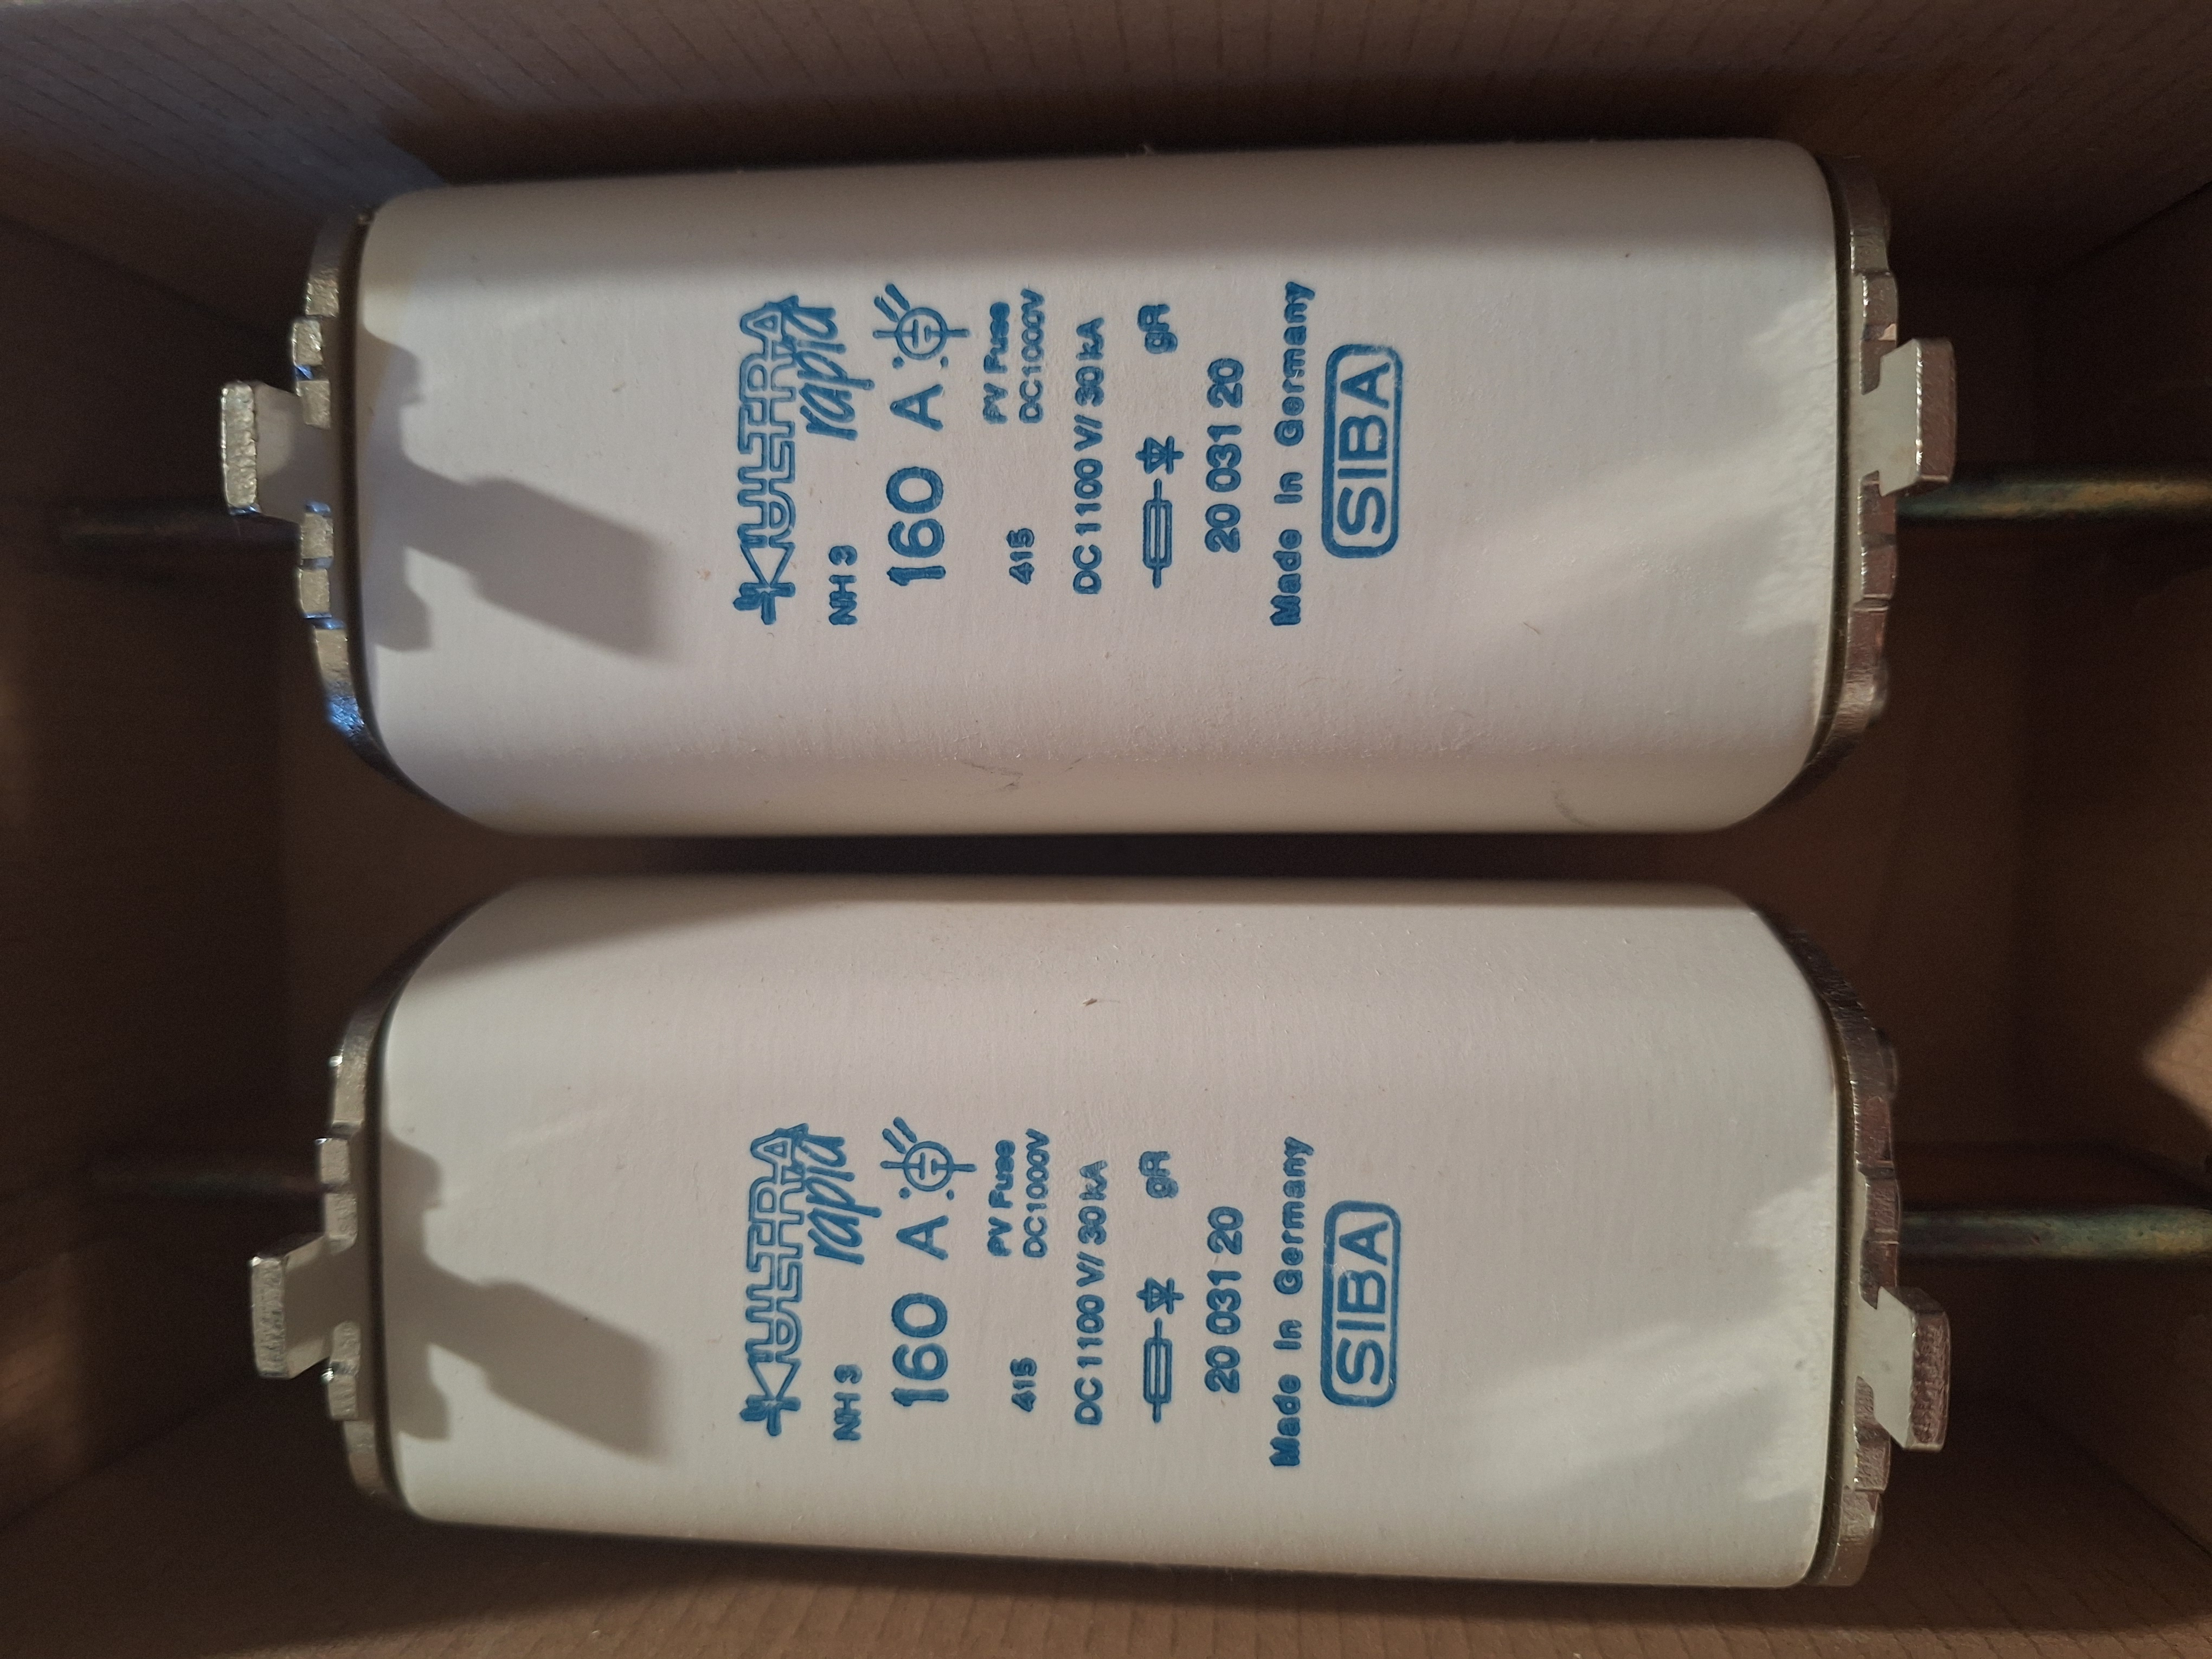 KULTRA
rapid
NH 3
160 A
PV Fuse
415 DC1000V
DC 1100 V/ 30 kA
gR
20 031 20
Made in Germany
SIBA
KULTRA
rapid
NH 3
160 A
PV Fuse
415 DC1000V
DC 1100 V/ 30 kA
gR
20 031 20
Made in Germany
SIBA